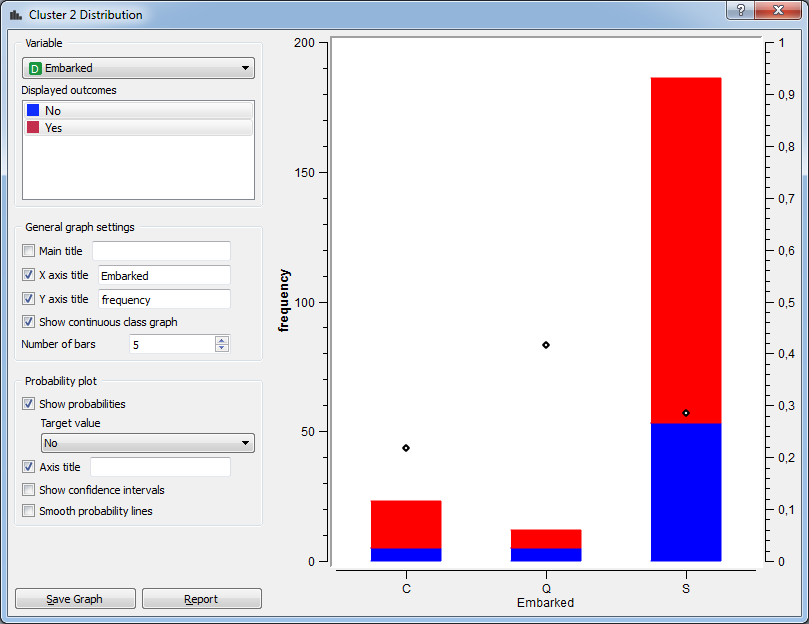 Cluster 2 Distribution
?
Variable
D Embarked
Displayed outcomes
No
Yes
General graph settings
Main title
X axis title Embarked
Y axis title frequency
Show continuous class graph
Number of bars 5
Probability plot
Show probabilities
Target value
No
Axis title
Show confidence intervals
Smooth probability lines
Save Graph Report
frequency
200
150
100
50
0
1
0,9
0,8
0,7
0,6
0,5
0,4
0,3
0,2
0,1
0
C Q S
Embarked